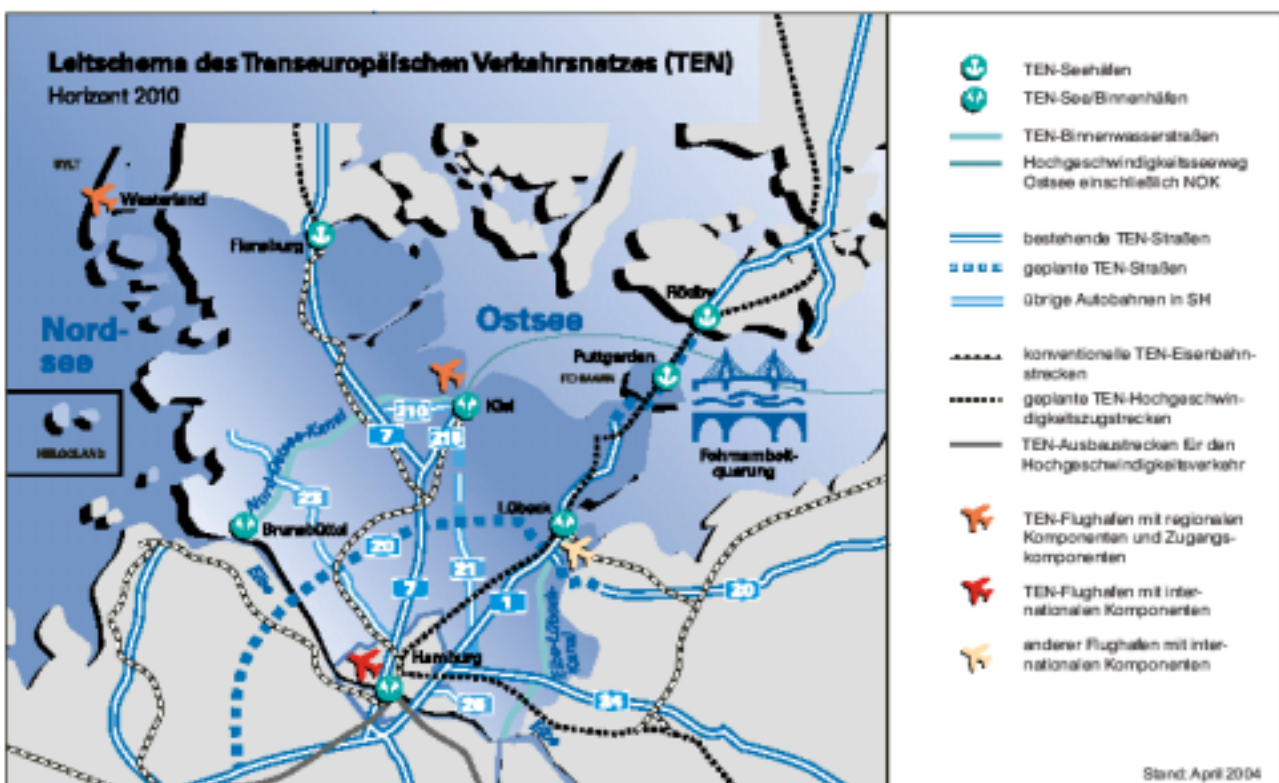 Leitschema des Transeuropäischen Verkehrsnetzes (TEN)
Horizont 2010
SYLT
Westerland
Flensburg
Nord-
see
Ostsee
HELGOLAND
Rödby
Puttgarden
FEHMARN
Kiel
210
7
215
Nord-Ostsee-Kanal
23
Brunsbüttel
Fehmarnbelt-
querung
Lübeck
20
21
7
1
20
Elbe
Elbe-Lübeck-
Kanal
Hamburg
25
24
Elbe
TEN-Seehäfen
TEN-See/Binnenhäfen
TEN-Binnenwasserstraßen
Hochgeschwindigkeitsseeweg
Ostsee einschließlich NOK
bestehende TEN-Straßen
geplante TEN-Straßen
übrige Autobahnen in SH
konventionelle TEN-Eisenbahn-
strecken
geplante TEN-Hochgeschwin-
digkeitszugstrecken
TEN-Ausbaustrecken für den
Hochgeschwindigkeitsverkehr
TEN-Flughafen mit regionalen
Komponenten und Zugangs-
komponenten
TEN-Flughafen mit inter-
nationalen Komponenten
anderer Flughafen mit inter-
nationalen Komponenten
Stand: April 2004